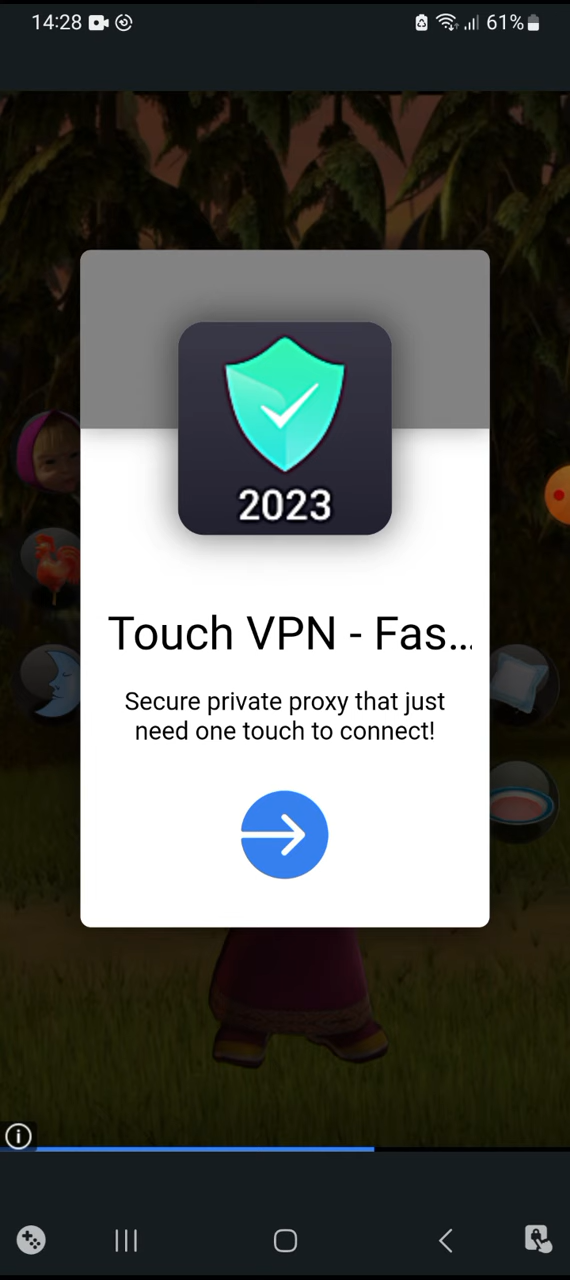 14:28 61%
2023
Touch VPN - Fas...
Secure private proxy that just
need one touch to connect!